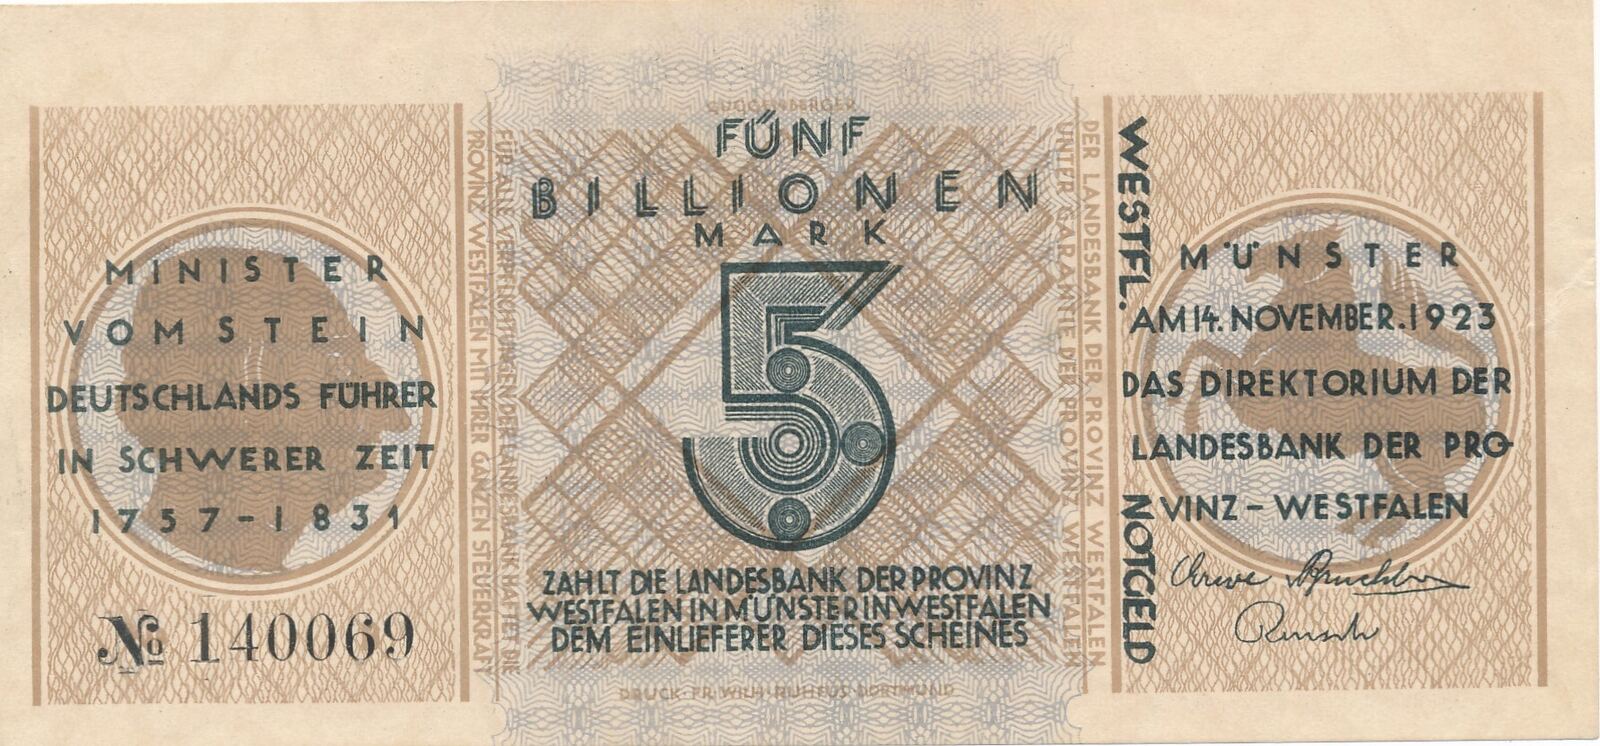 MINISTER
VOM STEIN
DEUTSCHLANDS FÜHRER
IN SCHWERER ZEIT
1757-1831
№ 140069
PROVINZ WESTFALEN MIT IHRER GANZEN STEUERKRAFT
FÜR ALLE VERPFLICHTUNGEN DER LANDESBANK HAFTET DIE
GUGGENBERGER
FÜNF
BILLIONEN
MARK
5
ZAHLT DIE LANDESBANK DER PROVINZ
WESTFALEN IN MÜNSTER IN WESTFALEN
DEM EINLIEFERER DIESES SCHEINES
DRUCK FR. WILH. RUHFUS DORTMUND
UNTER GARANTIE DER PROVINZ WESTFALEN
DER LANDESBANK DER PROVINZ WESTFALEN
WESTFL. NOTGELD
MÜNSTER
AM 14. NOVEMBER. 1923
DAS DIREKTORIUM DER
LANDESBANK DER PRO-
VINZ - WESTFALEN